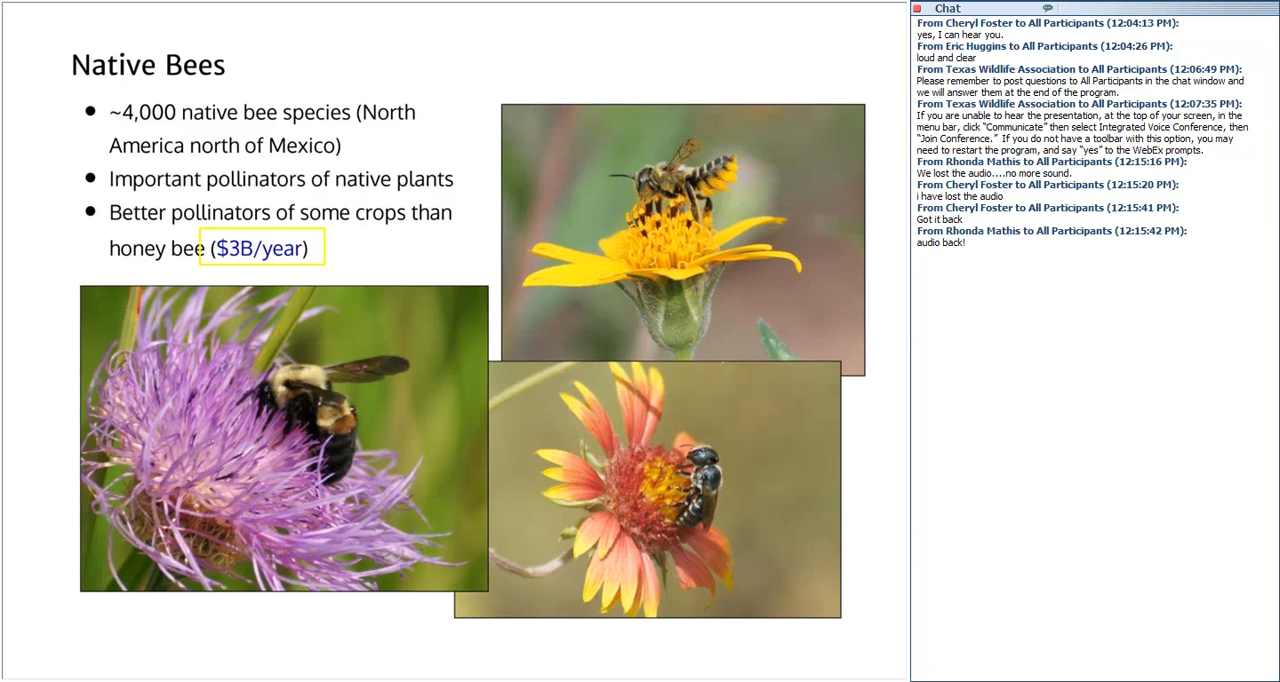 Native Bees
● ~4,000 native bee species (North
America north of Mexico)
● Important pollinators of native plants
● Better pollinators of some crops than
honey bee ($3B/year)
Chat
From Cheryl Foster to All Participants (12:04:13 PM):
yes, I can hear you.
From Eric Huggins to All Participants (12:04:26 PM):
loud and clear
From Texas Wildlife Association to All Participants (12:06:49 PM):
Please remember to post questions to All Participants in the chat window and
we will answer them at the end of the program.
From Texas Wildlife Association to All Participants (12:07:35 PM):
If you are unable to hear the presentation, at the top of your screen, in the
menu bar, click “Communicate” then select Integrated Voice Conference, then
“Join Conference.” If you do not have a toolbar with this option, you may
need to restart the program, and say “yes” to the WebEx prompts.
From Rhonda Mathis to All Participants (12:15:16 PM):
We lost the audio....no more sound.
From Cheryl Foster to All Participants (12:15:20 PM):
i have lost the audio
From Cheryl Foster to All Participants (12:15:41 PM):
Got it back
From Rhonda Mathis to All Participants (12:15:42 PM):
audio back!